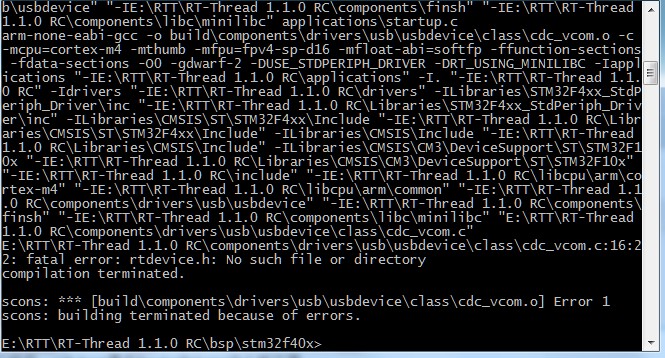 b\usbdevice" "-IE:\RTT\RT-Thread 1.1.0 RC\components\finsh" "-IE:\RTT\RT-Thread
1.1.0 RC\components\libc\minilibc" applications\startup.c
arm-none-eabi-gcc -o build\components\drivers\usb\usbdevice\class\cdc_vcom.o -c
-mcpu=cortex-m4 -mthumb -mfpu=fpv4-sp-d16 -mfloat-abi=softfp -ffunction-sections
-fdata-sections -O0 -gdwarf-2 -DUSE_STDPERIPH_DRIVER -DRT_USING_MINILIBC -Iappl
ications "-IE:\RTT\RT-Thread 1.1.0 RC\applications" -I. "-IE:\RTT\RT-Thread 1.1.
0 RC" -Idrivers "-IE:\RTT\RT-Thread 1.1.0 RC\drivers" -ILibraries\STM32F4xx_StdP
eriph_Driver\inc "-IE:\RTT\RT-Thread 1.1.0 RC\Libraries\STM32F4xx_StdPeriph_Driv
er\inc" -ILibraries\CMSIS\ST\STM32F4xx\Include "-IE:\RTT\RT-Thread 1.1.0 RC\Libr
aries\CMSIS\ST\STM32F4xx\Include" -ILibraries\CMSIS\Include "-IE:\RTT\RT-Thread
1.1.0 RC\Libraries\CMSIS\Include" -ILibraries\CMSIS\CM3\DeviceSupport\ST\STM32F1
0x "-IE:\RTT\RT-Thread 1.1.0 RC\Libraries\CMSIS\CM3\DeviceSupport\ST\STM32F10x"
"-IE:\RTT\RT-Thread 1.1.0 RC\include" "-IE:\RTT\RT-Thread 1.1.0 RC\libcpu\arm\co
rtex-m4" "-IE:\RTT\RT-Thread 1.1.0 RC\libcpu\arm\common" "-IE:\RTT\RT-Thread 1.1
.0 RC\components\drivers\usb\usbdevice" "-IE:\RTT\RT-Thread 1.1.0 RC\components\
finsh" "-IE:\RTT\RT-Thread 1.1.0 RC\components\libc\minilibc" "E:\RTT\RT-Thread
1.1.0 RC\components\drivers\usb\usbdevice\class\cdc_vcom.c"
E:\RTT\RT-Thread 1.1.0 RC\components\drivers\usb\usbdevice\class\cdc_vcom.c:16:2
2: fatal error: rtdevice.h: No such file or directory
compilation terminated.
scons: *** [build\components\drivers\usb\usbdevice\class\cdc_vcom.o] Error 1
scons: building terminated because of errors.
E:\RTT\RT-Thread 1.1.0 RC\bsp\stm32f40x>